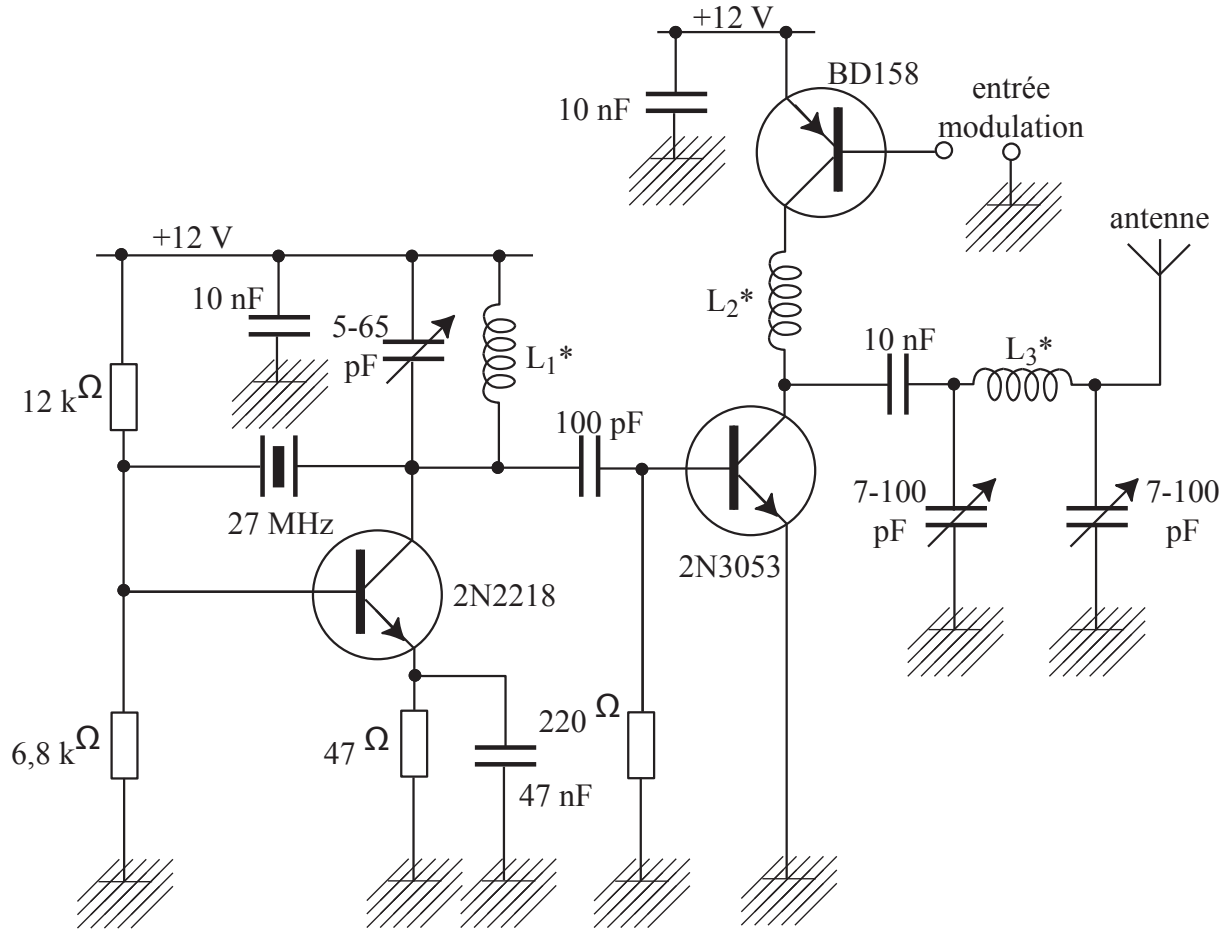 +12 V
BD158
10 nF
entrée
modulation
+12 V
antenne
10 nF
5-65
pF
L1*
L2*
10 nF
L3*
12 kΩ
100 pF
27 MHz
7-100
pF
7-100
pF
2N3053
2N2218
6,8 kΩ
47 Ω
220 Ω
47 nF